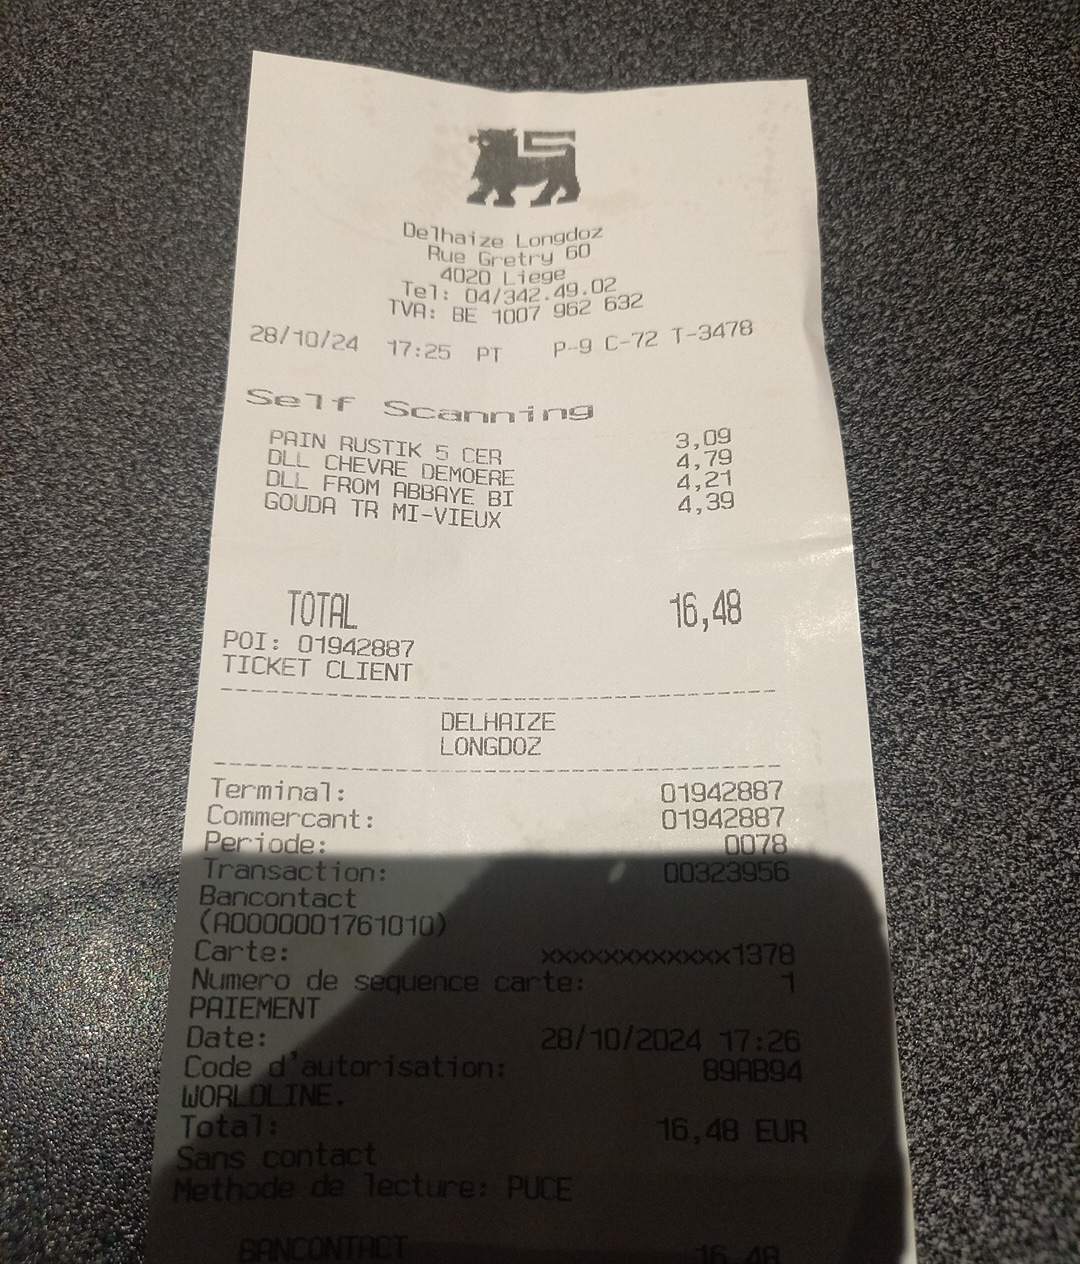 Delhaize Longdoz
Rue Gretry 60
4020 Liege
Tel: 04/342.49.02
TVA: BE 1007 962 632
28/10/24 17:25 PT P-9 C-72 T-3478
Self Scanning
PAIN RUSTIK 5 CER 3,09
DLL CHEVRE DEMOERE 4,79
DLL FROM ABBAYE BI 4,21
GOUDA TR MI-VIEUX 4,39
TOTAL 16,48
POI: 01942887
TICKET CLIENT
DELHAIZE
LONGDOZ
Terminal: 01942887
Commercant: 01942887
Periode: 0078
Transaction: 00323956
Bancontact
(A0000001761010)
Carte: xxxxxxxxxxxxx1378
Numero de sequence carte: 1
PAIEMENT
Date: 28/10/2024 17:26
Code d'autorisation: 89AB94
WORLDLINE.
Total: 16,48 EUR
Sans contact
Methode de lecture: PUCE
BANCONTACT 16,48